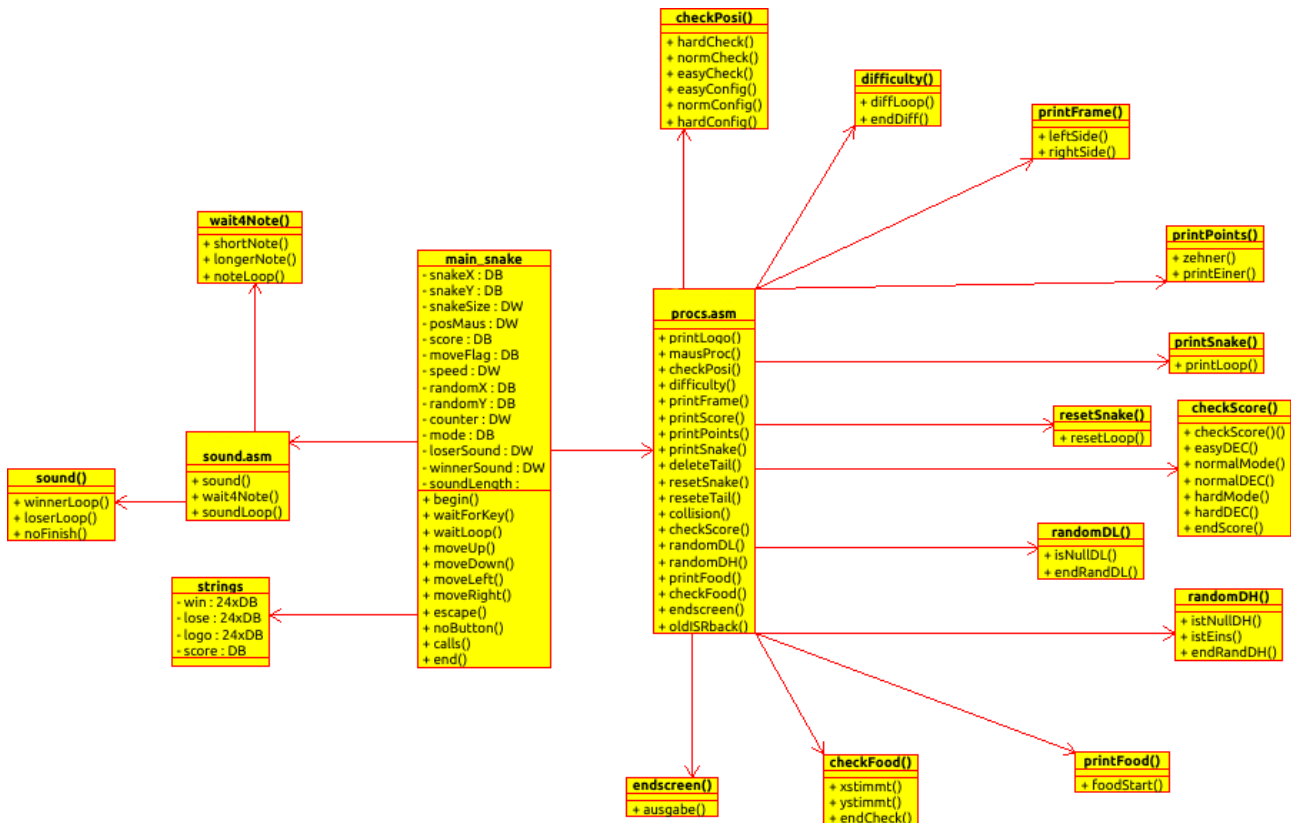 checkPosi()
+ hardCheck()
+ normCheck()
+ easyCheck()
+ easyConfig()
+ normConfig()
+ hardConfig()
difficulty()
+ diffLoop()
+ endDiff()
printFrame()
+ leftSide()
+ rightSide()
wait4Note()
+ shortNote()
+ longerNote()
+ noteLoop()
main_snake
- snakeX : DB
- snakeY : DB
- snakeSize : DW
- posMaus : DW
- score : DB
- moveFlag : DB
- speed : DW
- randomX : DB
- randomY : DB
- counter : DW
- mode : DB
- loserSound : DW
- winnerSound : DW
- soundLength :
+ begin()
+ waitForKey()
+ waitLoop()
+ moveUp()
+ moveDown()
+ moveLeft()
+ moveRight()
+ escape()
+ noButton()
+ calls()
+ end()
procs.asm
+ printLogo()
+ mausProc()
+ checkPosi()
+ difficulty()
+ printFrame()
+ printScore()
+ printPoints()
+ printSnake()
+ deleteTail()
+ resetSnake()
+ reseteTail()
+ collision()
+ checkScore()
+ randomDL()
+ randomDH()
+ printFood()
+ checkFood()
+ endscreen()
+ oldISRback()
printPoints()
+ zehner()
+ printEiner()
printSnake()
+ printLoop()
resetSnake()
+ resetLoop()
checkScore()
+ checkScore()()
+ easyDEC()
+ normalMode()
+ normalDEC()
+ hardMode()
+ hardDEC()
+ endScore()
sound.asm
+ sound()
+ wait4Note()
+ soundLoop()
sound()
+ winnerLoop()
+ loserLoop()
+ noFinish()
strings
- win : 24xDB
- lose : 24xDB
- logo : 24xDB
- score : DB
randomDL()
+ isNullDL()
+ endRandDL()
randomDH()
+ istNullDH()
+ istEins()
+ endRandDH()
endscreen()
+ ausgabe()
checkFood()
+ xstimmt()
+ ystimmt()
+ endCheck()
printFood()
+ foodStart()